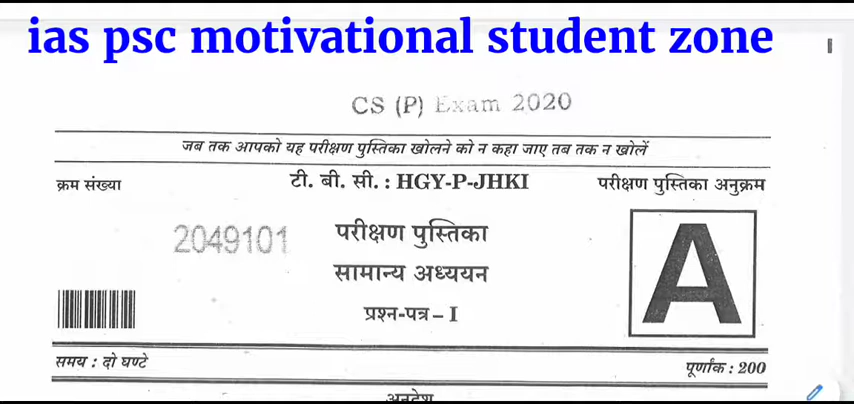 ias psc motivational student zone
CS (P) Exam 2020
जब तक आपको यह परीक्षण पुस्तिका खोलने को न कहा जाए तब तक न खोलें
क्रम संख्या
टी. बी. सी. : HGY-P-JHKI
परीक्षण पुस्तिका अनुक्रम
2049101
परीक्षण पुस्तिका
सामान्य अध्ययन
प्रश्न-पत्र – I
A
समय : दो घण्टे
पूर्णांक : 200
अनुदेश